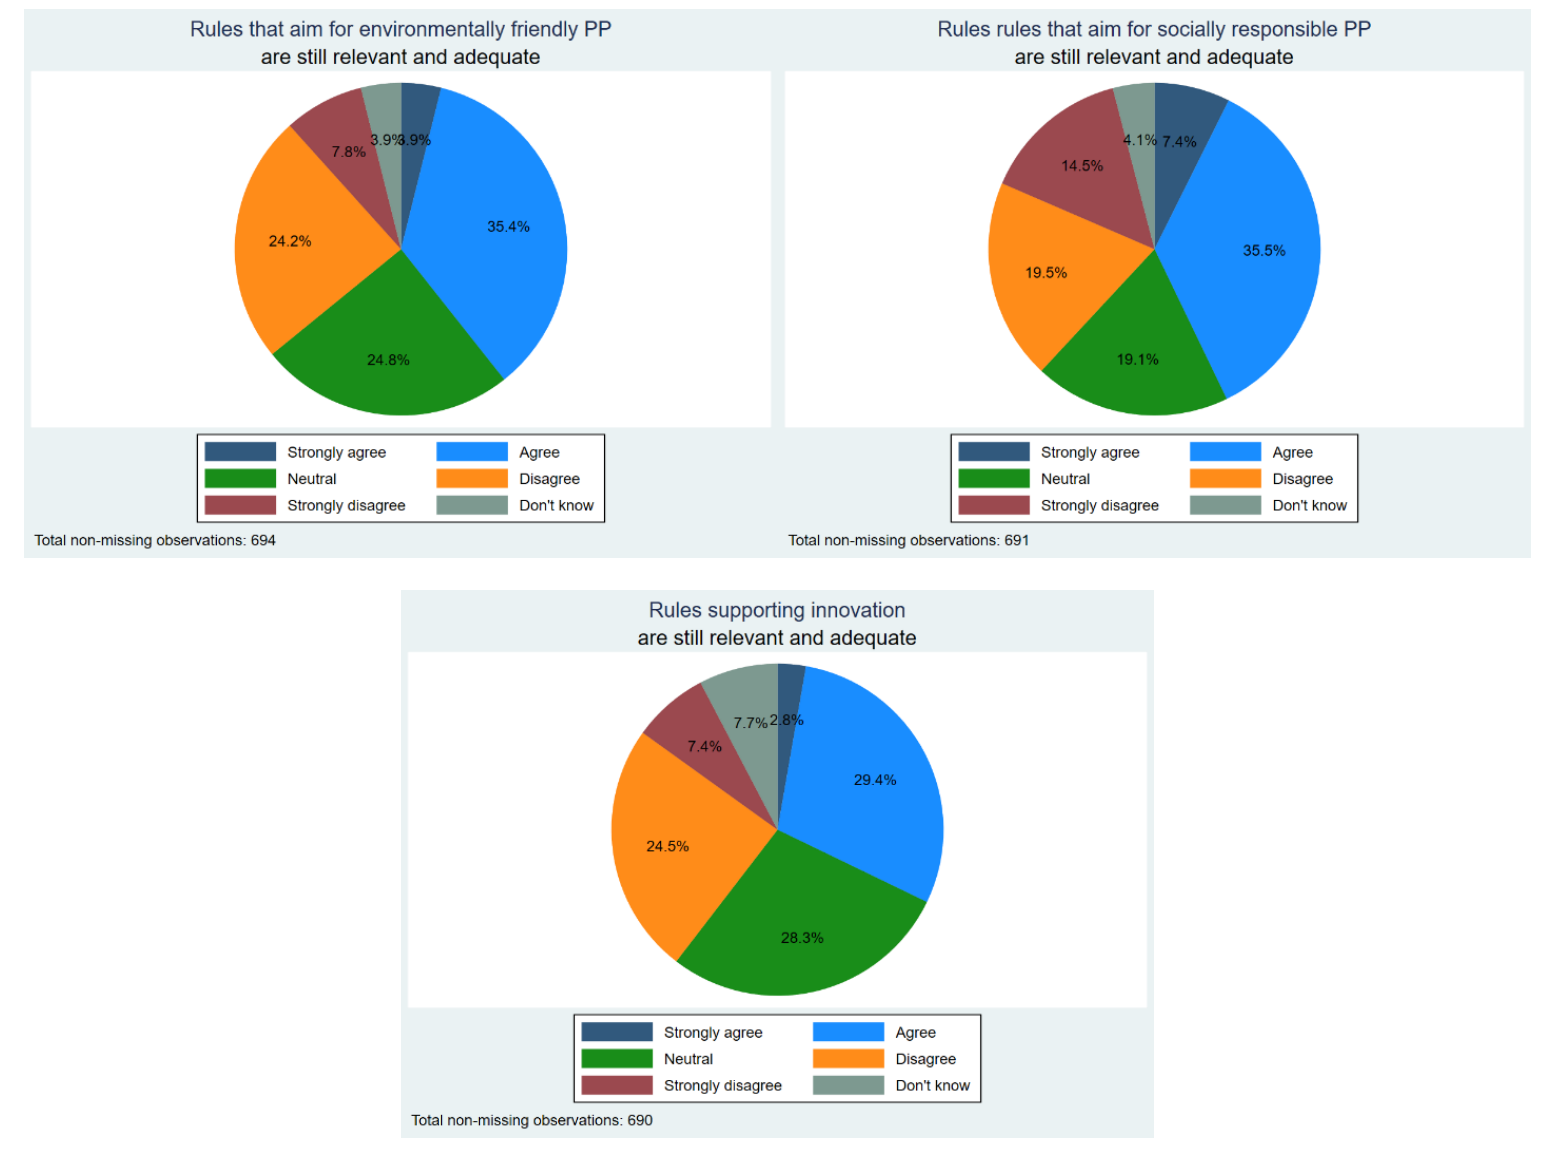 Rules that aim for environmentally friendly PP
are still relevant and adequate
3.9%
3.9%
7.8%
35.4%
24.2%
24.8%
Strongly agree
Agree
Neutral
Disagree
Strongly disagree
Don't know
Total non-missing observations: 694
Rules rules that aim for socially responsible PP
are still relevant and adequate
4.1%
7.4%
14.5%
35.5%
19.5%
19.1%
Strongly agree
Agree
Neutral
Disagree
Strongly disagree
Don't know
Total non-missing observations: 691
Rules supporting innovation
are still relevant and adequate
7.7%
2.8%
7.4%
29.4%
24.5%
28.3%
Strongly agree
Agree
Neutral
Disagree
Strongly disagree
Don't know
Total non-missing observations: 690